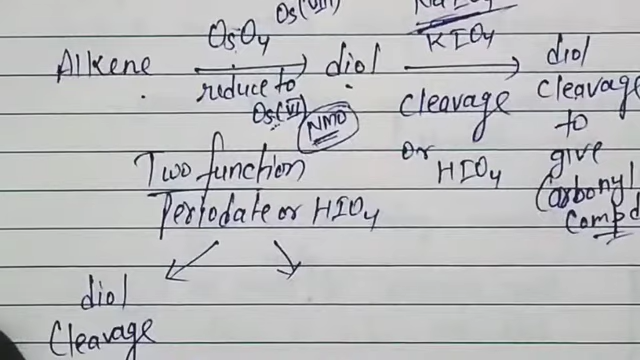 Os(VIII)
Alkene OsO4 diol NaIO4 KIO4 diol
reduce to cleavage cleavage
Os(VI) NMO to
or HIO4 give
Two function Carbonyl
Periodate or HIO4 Compd
diol
Cleavage